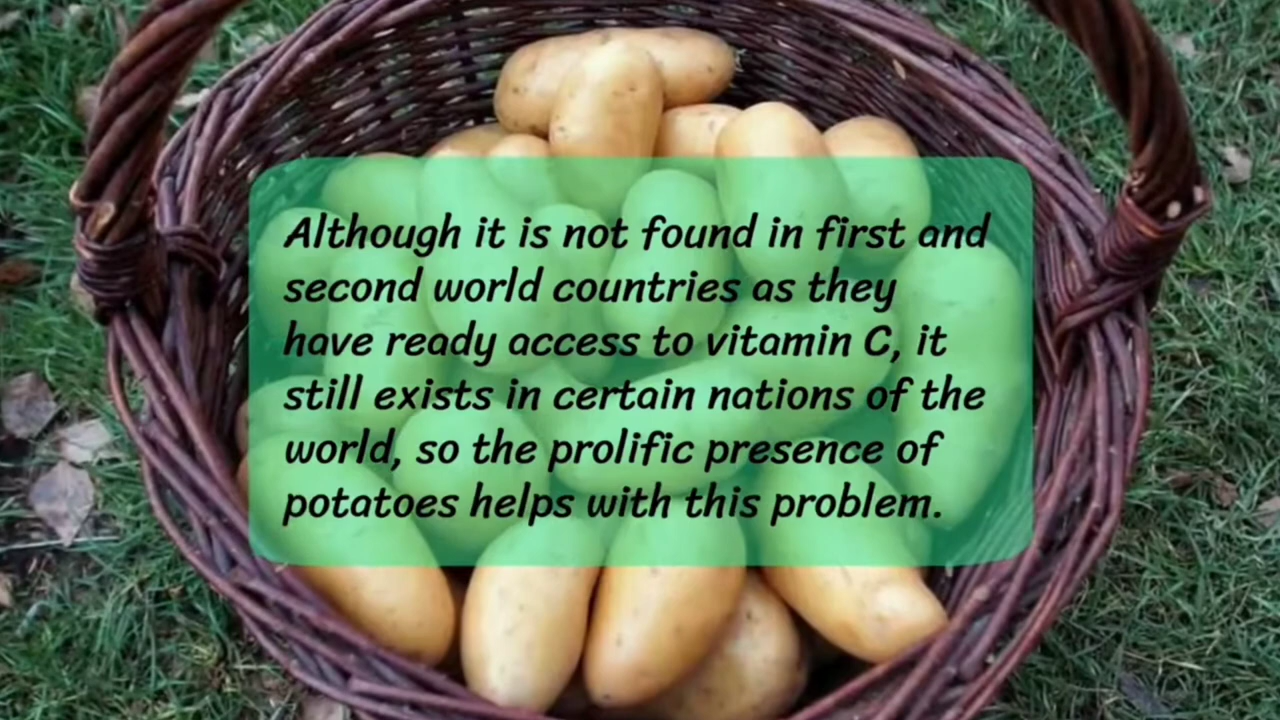 Although it is not found in first and
second world countries as they
have ready access to vitamin C, it
still exists in certain nations of the
world, so the prolific presence of
potatoes helps with this problem.